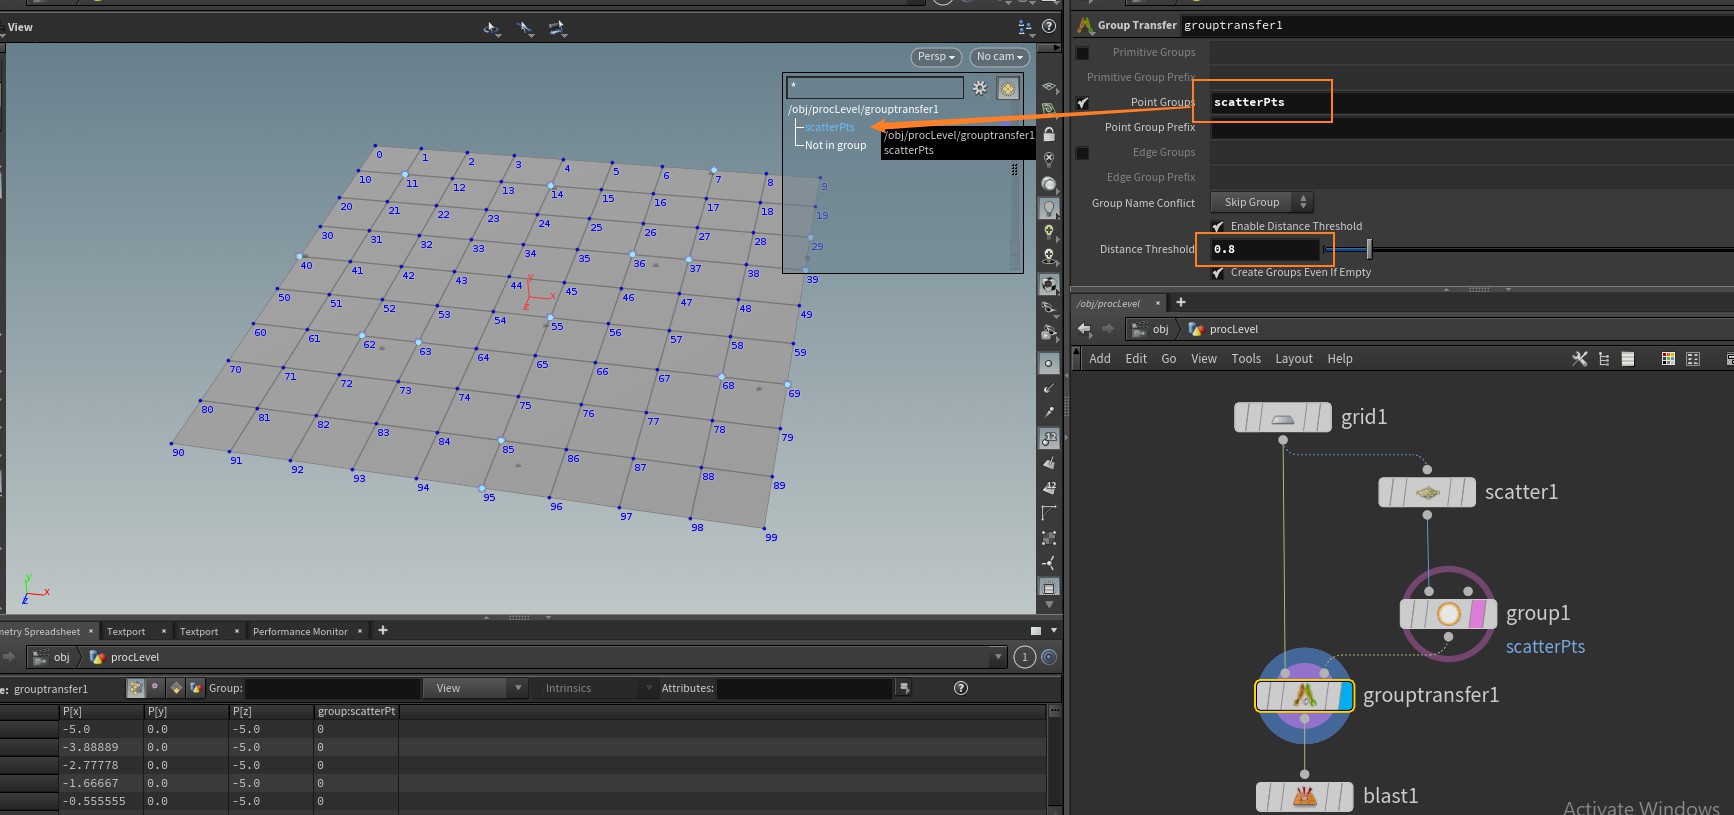 View
Persp
No cam
*
/obj/procLevel/grouptransfer1
scatterPts
Not in group
/obj/procLevel/grouptransfer1
scatterPts
0 1 2 3 4 5 6 7 8 9
10 11 12 13 14 15 16 17 18 19
20 21 22 23 24 25 26 27 28 29
30 31 32 33 34 35 36 37 38 39
40 41 42 43 44 45 46 47 48 49
50 51 52 53 54 55 56 57 58 59
60 61 62 63 64 65 66 67 68 69
70 71 72 73 74 75 76 77 78 79
80 81 82 83 84 85 86 87 88 89
90 91 92 93 94 95 96 97 98 99
y
x
z
y
x
z
12
12
metry Spreadsheet × Textport × Textport × Performance Monitor × +
obj procLevel 1
e: grouptransfer1 Group: View Intrinsics Attributes:
P[x] P[y] P[z] group:scatterPt
-5.0 0.0 -5.0 0
-3.88889 0.0 -5.0 0
-2.77778 0.0 -5.0 0
-1.66667 0.0 -5.0 0
-0.555555 0.0 -5.0 0
Group Transfer grouptransfer1
Primitive Groups
Primitive Group Prefix
Point Groups scatterPts
Point Group Prefix
Edge Groups
Edge Group Prefix
Group Name Conflict Skip Group
Enable Distance Threshold
Distance Threshold 0.8
Create Groups Even If Empty
/obj/procLevel × +
obj procLevel
Add Edit Go View Tools Layout Help
grid1
scatter1
group1
scatterPts
grouptransfer1
blast1
Activate Windows